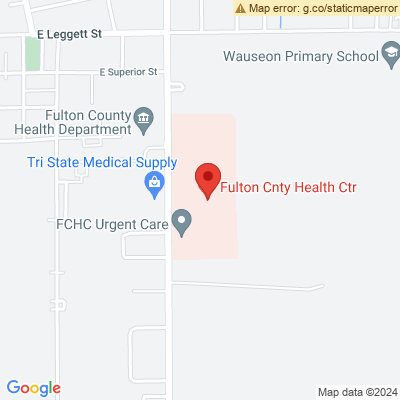 Map error: g.co/staticmaperror
E Leggett St
Wauseon Primary School
E Superior St
Fulton County
Health Department
Tri State Medical Supply
Fulton Cnty Health Ctr
FCHC Urgent Care
Google
Map data ©2024